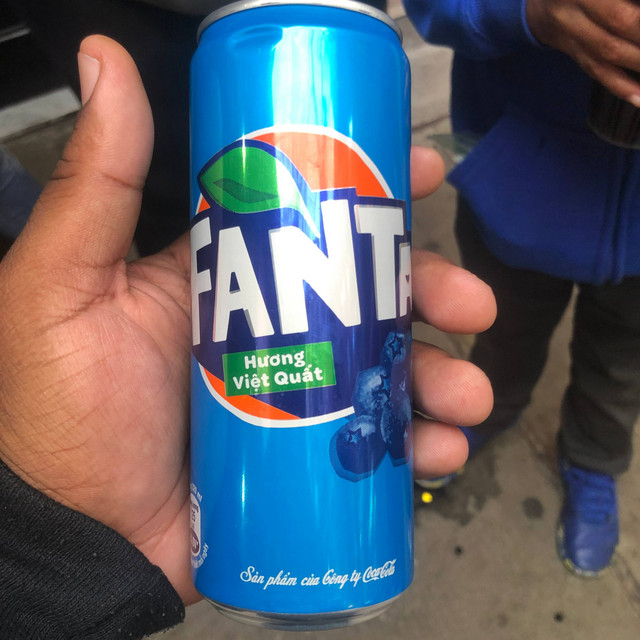 FANTA
Hương
Việt Quất
Sản phẩm của Công ty Coca-Cola